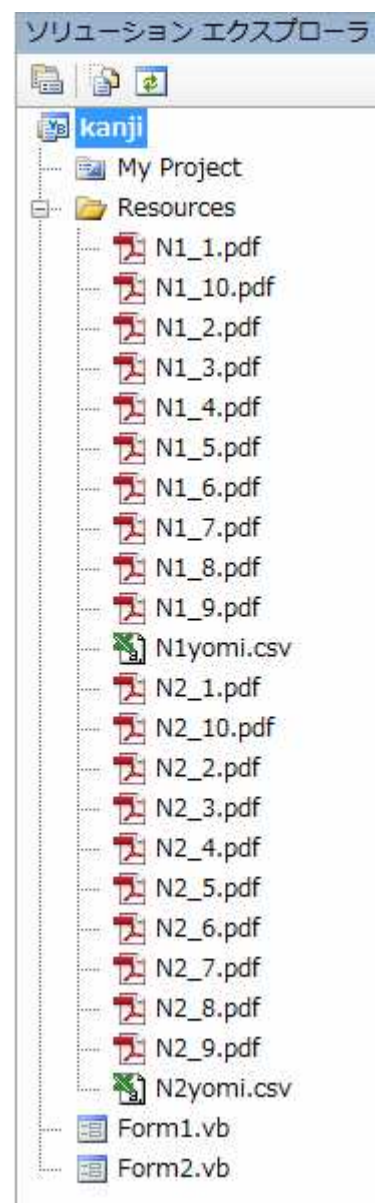 ソリューション エクスプローラ
kanji
My Project
Resources
N1_1.pdf
N1_10.pdf
N1_2.pdf
N1_3.pdf
N1_4.pdf
N1_5.pdf
N1_6.pdf
N1_7.pdf
N1_8.pdf
N1_9.pdf
N1yomi.csv
N2_1.pdf
N2_10.pdf
N2_2.pdf
N2_3.pdf
N2_4.pdf
N2_5.pdf
N2_6.pdf
N2_7.pdf
N2_8.pdf
N2_9.pdf
N2yomi.csv
Form1.vb
Form2.vb